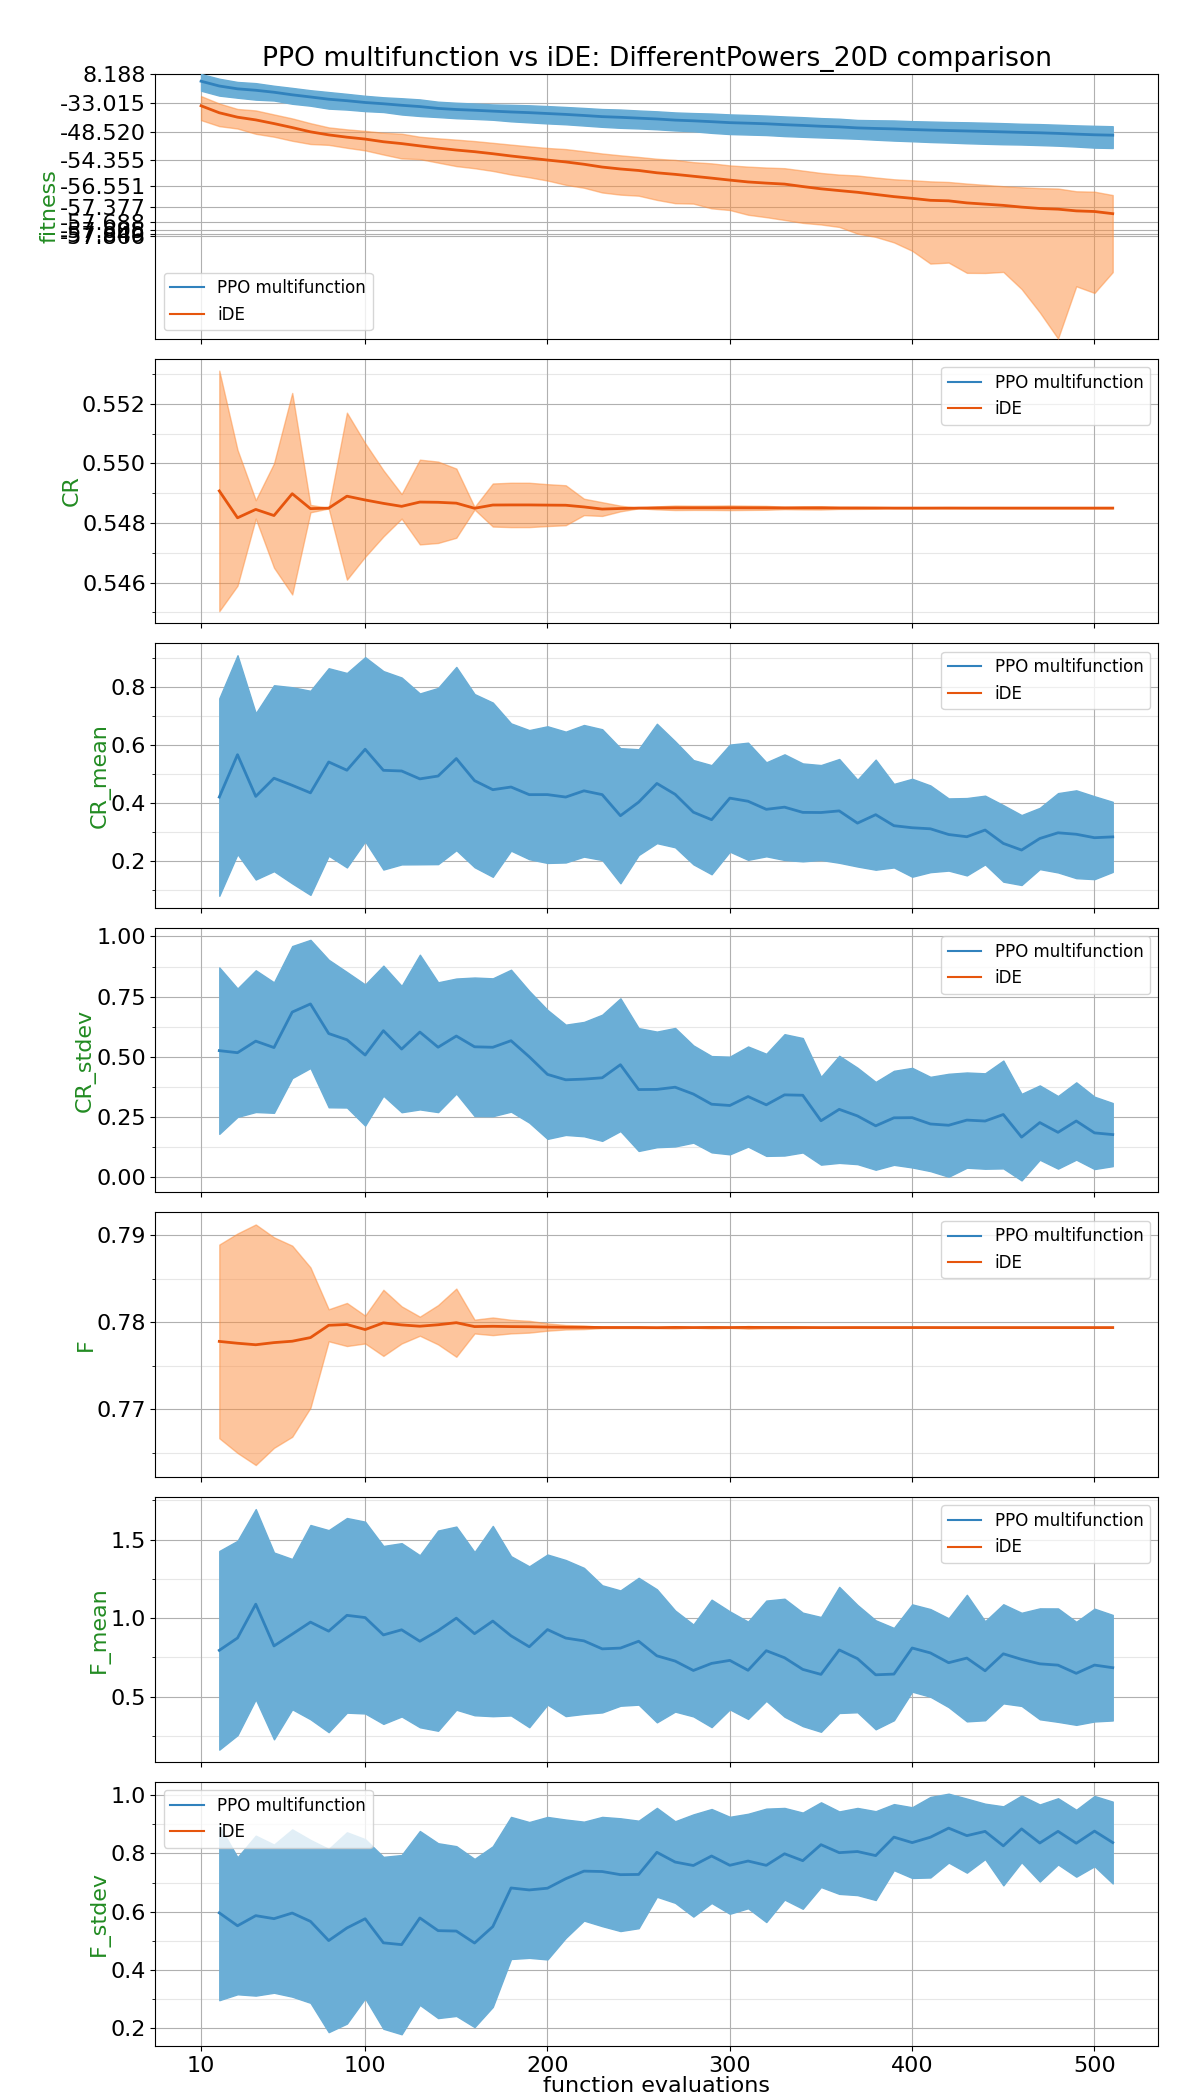 PPO multifunction vs iDE: DifferentPowers_20D comparison
8.188
-33.015
-48.520
-54.355
-56.551
-57.377
-57.688
fitness
PPO multifunction
iDE
0.552
0.550
0.548
0.546
CR
PPO multifunction
iDE
0.8
0.6
0.4
0.2
CR_mean
PPO multifunction
iDE
1.00
0.75
0.50
0.25
0.00
CR_stdev
PPO multifunction
iDE
0.79
0.78
0.77
F
PPO multifunction
iDE
1.5
1.0
0.5
F_mean
PPO multifunction
iDE
1.0
0.8
0.6
0.4
0.2
F_stdev
PPO multifunction
iDE
10 100 200 300 400 500
function evaluations